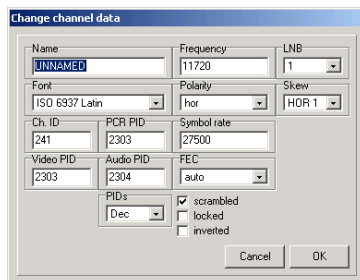 Change channel data
Name Frequency LNB
UNNAMED 11720 1
Font Polarity Skew
ISO 6937 Latin hor HOR 1
Ch. ID PCR PID Symbol rate
241 2303 27500
Video PID Audio PID FEC
2303 2304 auto
PIDs
Dec
scrambled
locked
inverted
Cancel OK